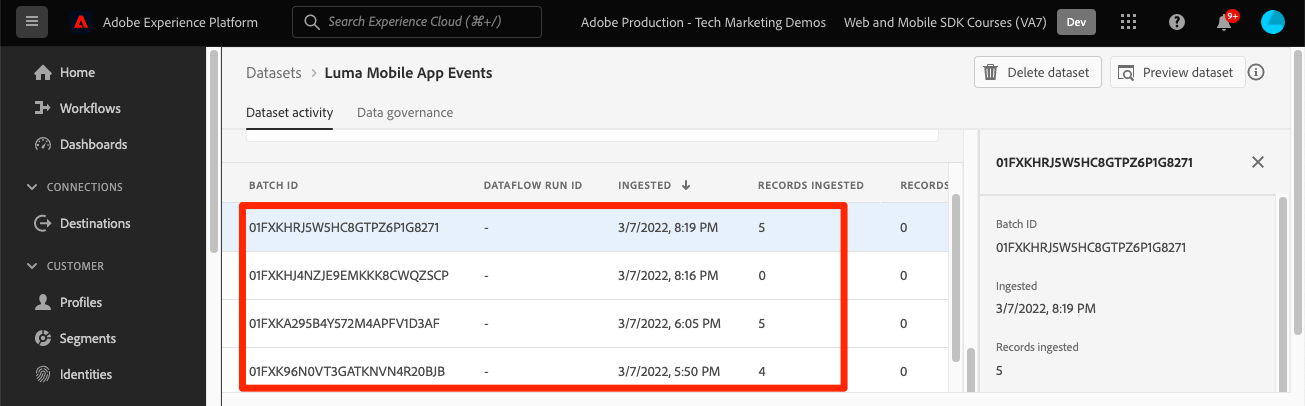 Adobe Experience Platform
Search Experience Cloud (⌘+/)
Adobe Production - Tech Marketing Demos
Web and Mobile SDK Courses (VA7)
Dev
9+
Home
Workflows
Dashboards
CONNECTIONS
Destinations
CUSTOMER
Profiles
Segments
Identities
Datasets > Luma Mobile App Events
Delete dataset
Preview dataset
Dataset activity
Data governance
BATCH ID DATAFLOW RUN ID INGESTED ↓ RECORDS INGESTED RECORDS
01FXKHRJ5W5HC8GTPZ6P1G8271 - 3/7/2022, 8:19 PM 5 0
01FXKHJ4NZJE9EMKKK8CWQZSCP - 3/7/2022, 8:16 PM 0 0
01FXKA295B4Y572M4APFV1D3AF - 3/7/2022, 6:05 PM 5 0
01FXK96N0VT3GATKNVN4R20BJB - 3/7/2022, 5:50 PM 4 0
01FXKHRJ5W5HC8GTPZ6P1G8271
Batch ID
01FXKHRJ5W5HC8GTPZ6P1G8271
Ingested
3/7/2022, 8:19 PM
Records ingested
5